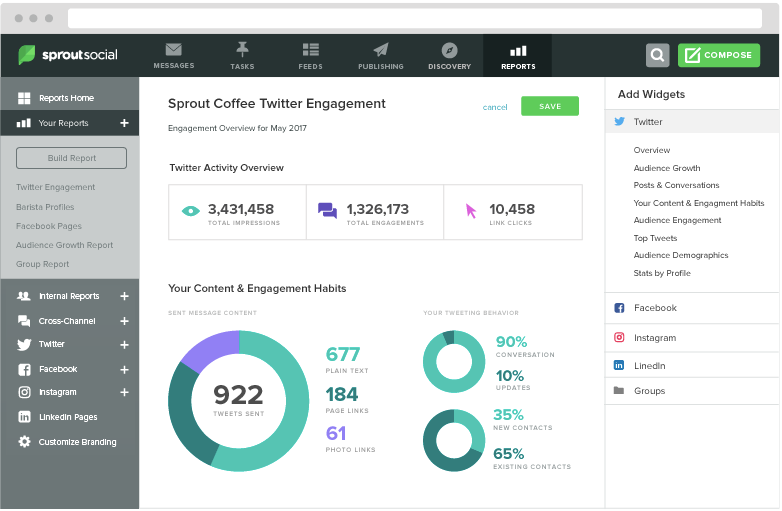 sproutsocial
MESSAGES
TASKS
FEEDS
PUBLISHING
DISCOVERY
REPORTS
COMPOSE
Reports Home
Your Reports +
Build Report
Twitter Engagement
Barista Profiles
Facebook Pages
Audience Growth Report
Group Report
Internal Reports +
Cross-Channel +
Twitter +
Facebook +
Instagram +
LinkedIn Pages
Customize Branding
Sprout Coffee Twitter Engagement
cancel
SAVE
Engagement Overview for May 2017
Twitter Activity Overview
3,431,458
TOTAL IMPRESSIONS
1,326,173
TOTAL ENGAGEMENTS
10,458
LINK CLICKS
Your Content & Engagement Habits
SENT MESSAGE CONTENT
922
TWEETS SENT
677
PLAIN TEXT
184
PAGE LINKS
61
PHOTO LINKS
YOUR TWEETING BEHAVIOR
90%
CONVERSATION
10%
UPDATES
35%
NEW CONTACTS
65%
EXISTING CONTACTS
Add Widgets
Twitter
Overview
Audience Growth
Posts & Conversations
Your Content & Engagment Habits
Audience Engagement
Top Tweets
Audience Demographics
Stats by Profile
Facebook
Instagram
LinedIn
Groups